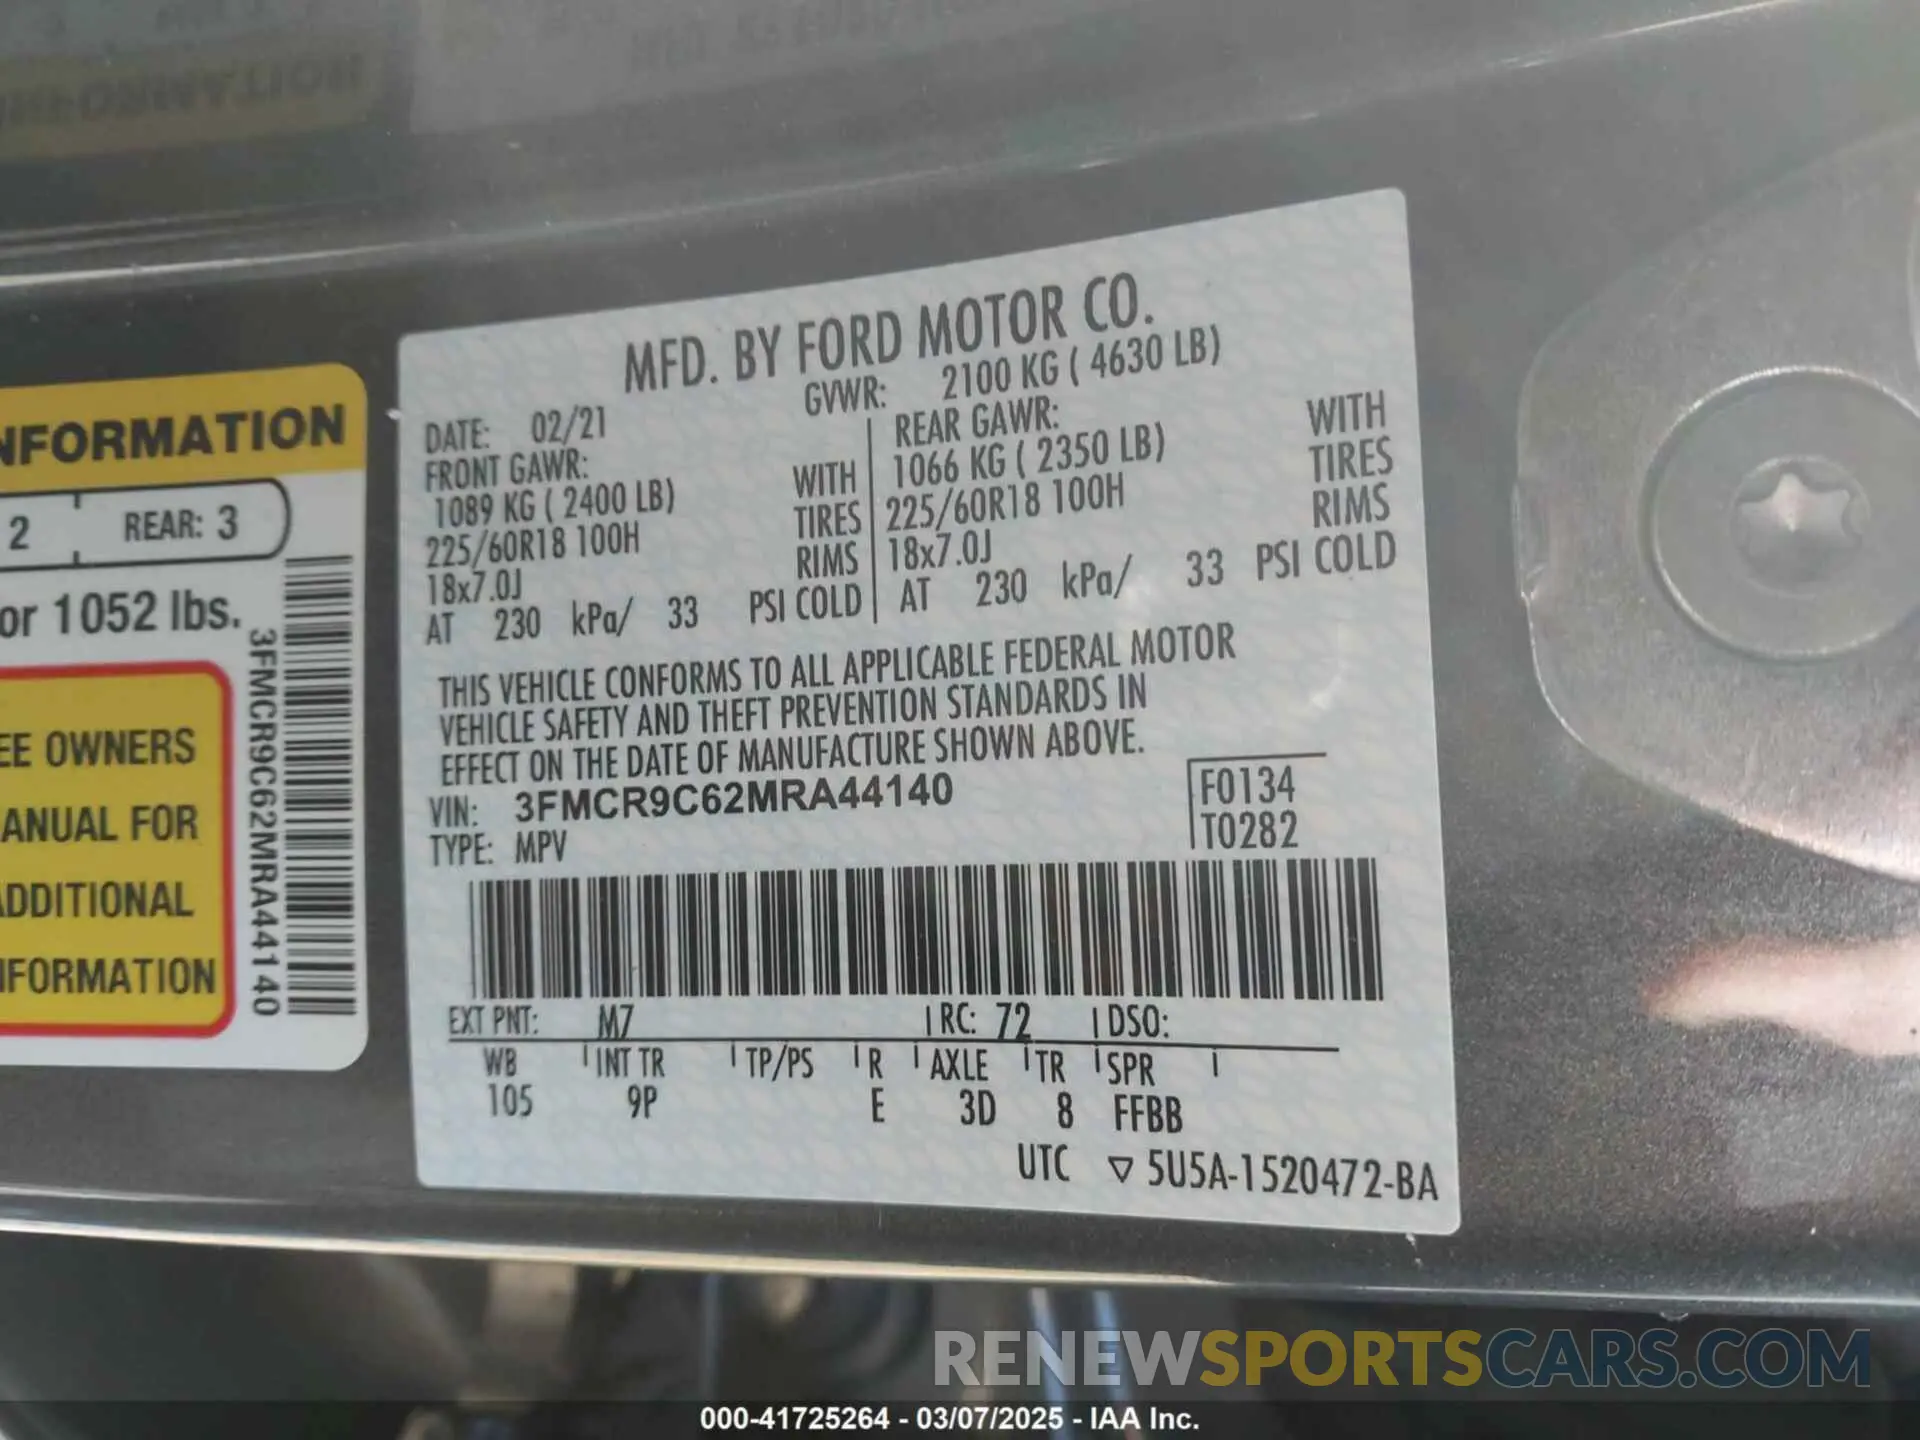 NFORMATION
2 REAR: 3
or 1052 lbs.
3FMCR9C62MRA44140
EE OWNERS
ANUAL FOR
ADDITIONAL
NFORMATION
MFD. BY FORD MOTOR CO.
DATE: 02/21 GVWR: 2100 KG ( 4630 LB)
FRONT GAWR: REAR GAWR:
1089 KG ( 2400 LB) WITH 1066 KG ( 2350 LB) WITH
225/60R18 100H TIRES 225/60R18 100H TIRES
18x7.0J RIMS 18x7.0J RIMS
AT 230 kPa/ 33 PSI COLD AT 230 kPa/ 33 PSI COLD
THIS VEHICLE CONFORMS TO ALL APPLICABLE FEDERAL MOTOR
VEHICLE SAFETY AND THEFT PREVENTION STANDARDS IN
EFFECT ON THE DATE OF MANUFACTURE SHOWN ABOVE.
VIN: 3FMCR9C62MRA44140 F0134
TYPE: MPV T0282
EXT PNT: M7 RC: 72 DSO:
WB INT TR TP/PS R AXLE TR SPR
105 9P E 3D 8 FFBB
UTC ▽ 5U5A-1520472-BA
RENEWSPORTSCARS.COM
000-41725264 - 03/07/2025 - IAA Inc.